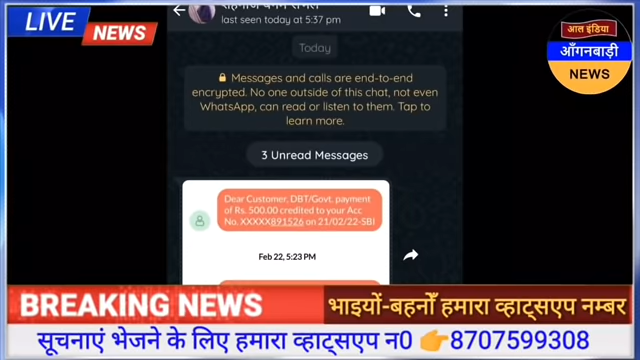 LIVE
NEWS
last seen today at 5:37 pm
आल इंडिया
आँगनबाड़ी
NEWS
Today
Messages and calls are end-to-end
encrypted. No one outside of this chat, not even
WhatsApp, can read or listen to them. Tap to
learn more.
3 Unread Messages
Dear Customer, DBT/Govt. payment
of Rs. 500.00 credited to your Acc
No. XXXXX891526 on 21/02/22-SBI
Feb 22, 5:23 PM
BREAKING NEWS
भाइयों-बहनोँ हमारा व्हाट्सएप नम्बर
सूचनाएं भेजने के लिए हमारा व्हाट्सएप न0 👉8707599308